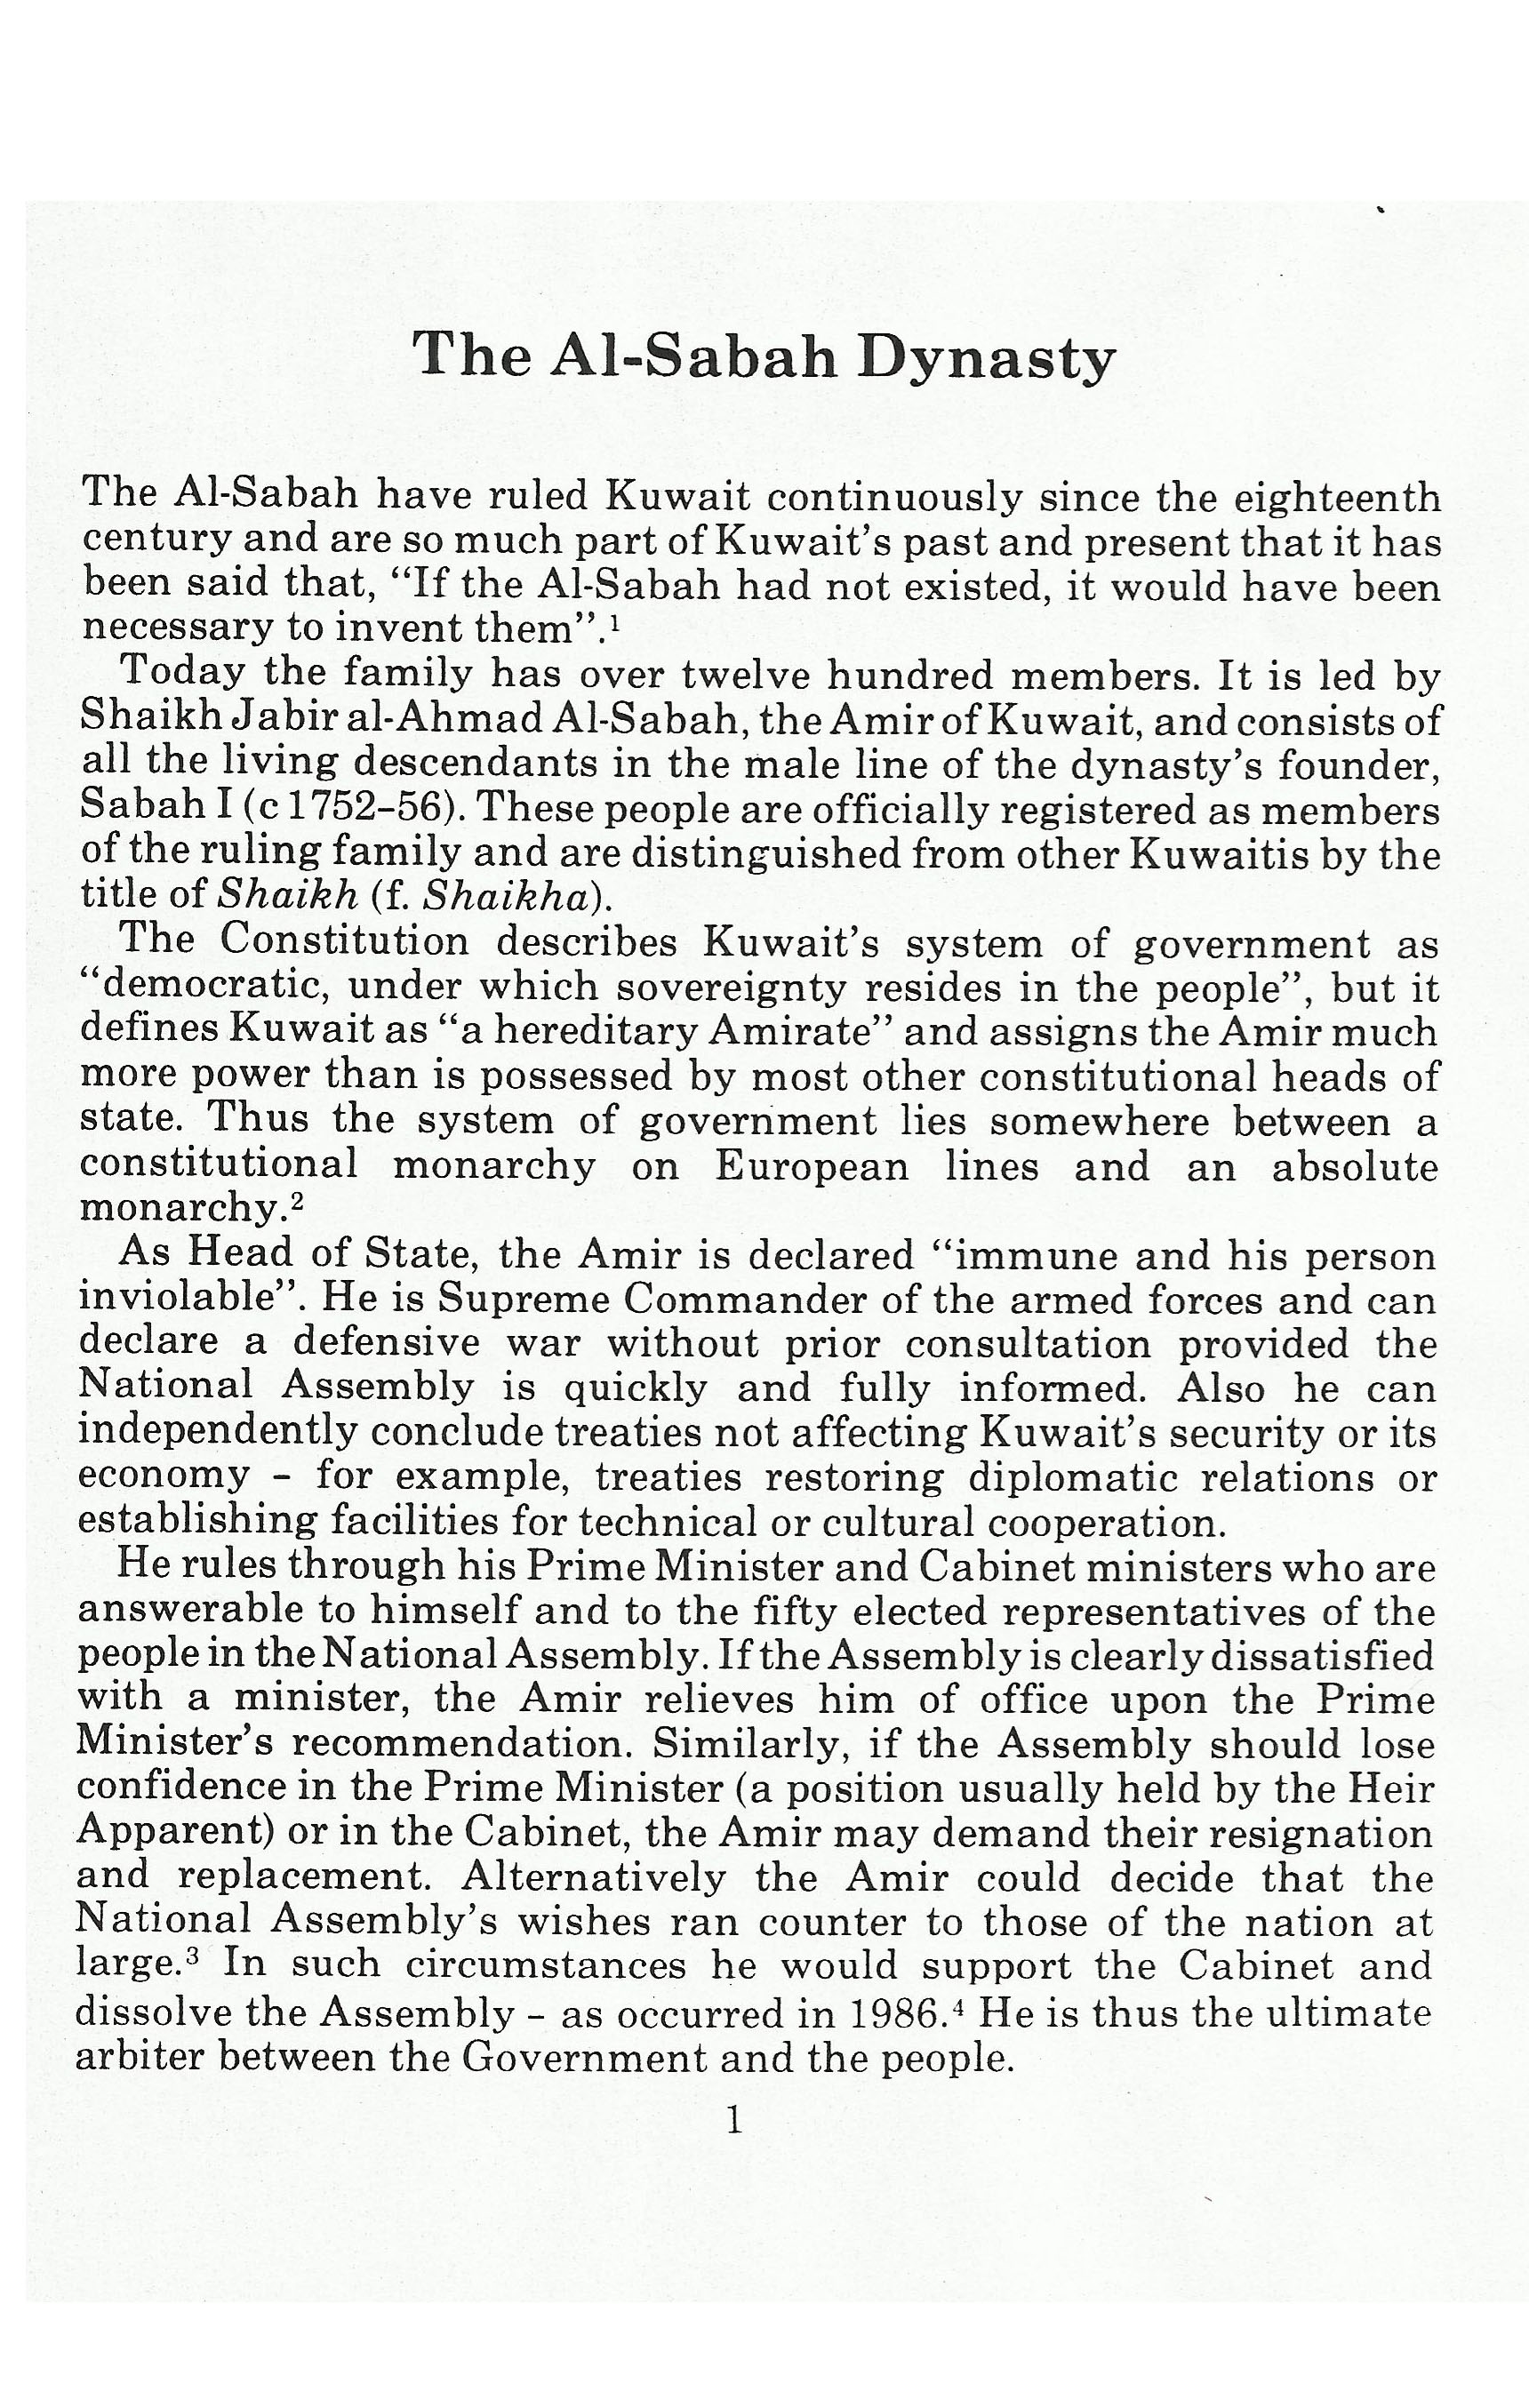 The Al-Sabah Dynasty
The Al-Sabah have ruled Kuwait continuously since the eighteenth
century and are so much part of Kuwait's past and present that it has
been said that, “If the Al-Sabah had not existed, it would have been
necessary to invent them”.¹
Today the family has over twelve hundred members. It is led by
Shaikh Jabir al-Ahmad Al-Sabah, the Amir of Kuwait, and consists of
all the living descendants in the male line of the dynasty's founder,
Sabah I (c 1752–56). These people are officially registered as members
of the ruling family and are distinguished from other Kuwaitis by the
title of Shaikh (f. Shaikha).
The Constitution describes Kuwait's system of government as
“democratic, under which sovereignty resides in the people”, but it
defines Kuwait as “a hereditary Amirate” and assigns the Amir much
more power than is possessed by most other constitutional heads of
state. Thus the system of government lies somewhere between a
constitutional monarchy on European lines and an absolute
monarchy.²
As Head of State, the Amir is declared “immune and his person
inviolable”. He is Supreme Commander of the armed forces and can
declare a defensive war without prior consultation provided the
National Assembly is quickly and fully informed. Also he can
independently conclude treaties not affecting Kuwait's security or its
economy – for example, treaties restoring diplomatic relations or
establishing facilities for technical or cultural cooperation.
He rules through his Prime Minister and Cabinet ministers who are
answerable to himself and to the fifty elected representatives of the
people in the National Assembly. If the Assembly is clearly dissatisfied
with a minister, the Amir relieves him of office upon the Prime
Minister's recommendation. Similarly, if the Assembly should lose
confidence in the Prime Minister (a position usually held by the Heir
Apparent) or in the Cabinet, the Amir may demand their resignation
and replacement. Alternatively the Amir could decide that the
National Assembly's wishes ran counter to those of the nation at
large.³ In such circumstances he would support the Cabinet and
dissolve the Assembly – as occurred in 1986.⁴ He is thus the ultimate
arbiter between the Government and the people.
1